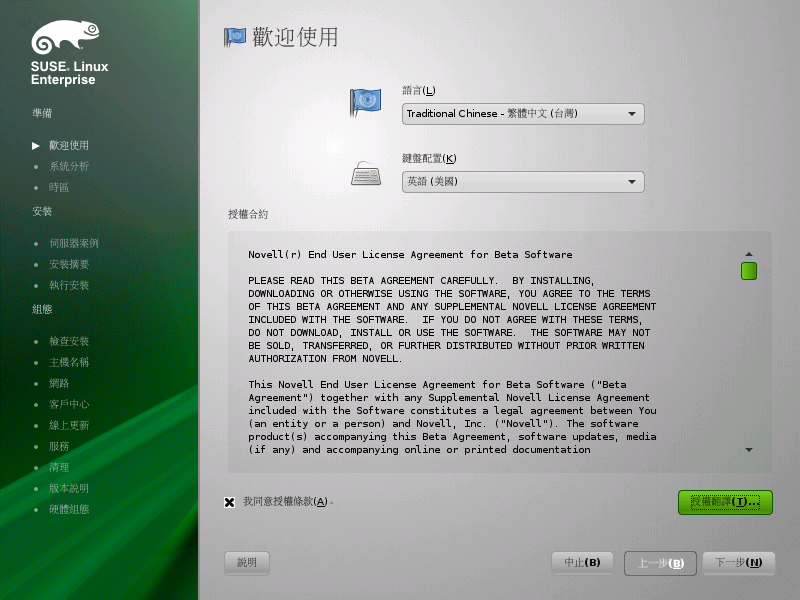 SUSE® Linux
Enterprise
準備
歡迎使用
系統分析
時區
安裝
伺服器案例
安裝摘要
執行安裝
組態
檢查安裝
主機名稱
網路
客戶中心
線上更新
服務
清理
版本說明
硬體組態
歡迎使用
語言(L)
Traditional Chinese - 繁體中文 (台灣)
鍵盤配置(K)
英語 (美國)
授權合約
Novell(r) End User License Agreement for Beta Software
PLEASE READ THIS BETA AGREEMENT CAREFULLY.  BY INSTALLING,
DOWNLOADING OR OTHERWISE USING THE SOFTWARE, YOU AGREE TO THE TERMS
OF THIS BETA AGREEMENT AND ANY SUPPLEMENTAL NOVELL LICENSE AGREEMENT
INCLUDED WITH THE SOFTWARE.  IF YOU DO NOT AGREE WITH THESE TERMS,
DO NOT DOWNLOAD, INSTALL OR USE THE SOFTWARE.  THE SOFTWARE MAY NOT
BE SOLD, TRANSFERRED, OR FURTHER DISTRIBUTED WITHOUT PRIOR WRITTEN
AUTHORIZATION FROM NOVELL.
This Novell End User License Agreement for Beta Software ("Beta
Agreement") together with any Supplemental Novell License Agreement
included with the Software constitutes a legal agreement between You
(an entity or a person) and Novell, Inc. ("Novell"). The software
product(s) accompanying this Beta Agreement, software updates, media
(if any) and accompanying online or printed documentation
我同意授權條款(A)。
授權翻譯(T)...
說明
中止(B)
上一步(B)
下一步(N)